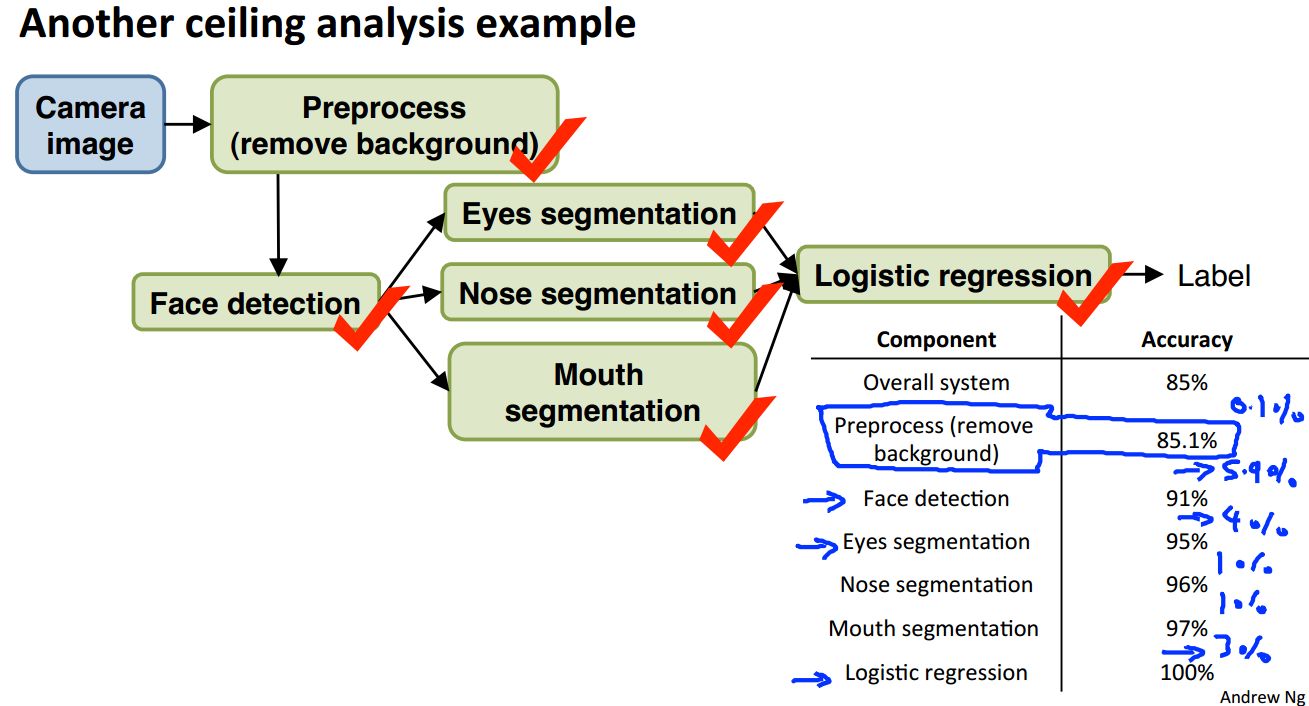 Another ceiling analysis example
Camera
image
Preprocess
(remove background)
Eyes segmentation
Logistic regression
Label
Face detection
Nose segmentation
Mouth
segmentation
Component Accuracy
Overall system 85%
0.1%
Preprocess (remove
background) 85.1%
5.9%
Face detection 91%
4%
Eyes segmentation 95%
1%
Nose segmentation 96%
1%
Mouth segmentation 97%
3%
Logistic regression 100%
Andrew Ng